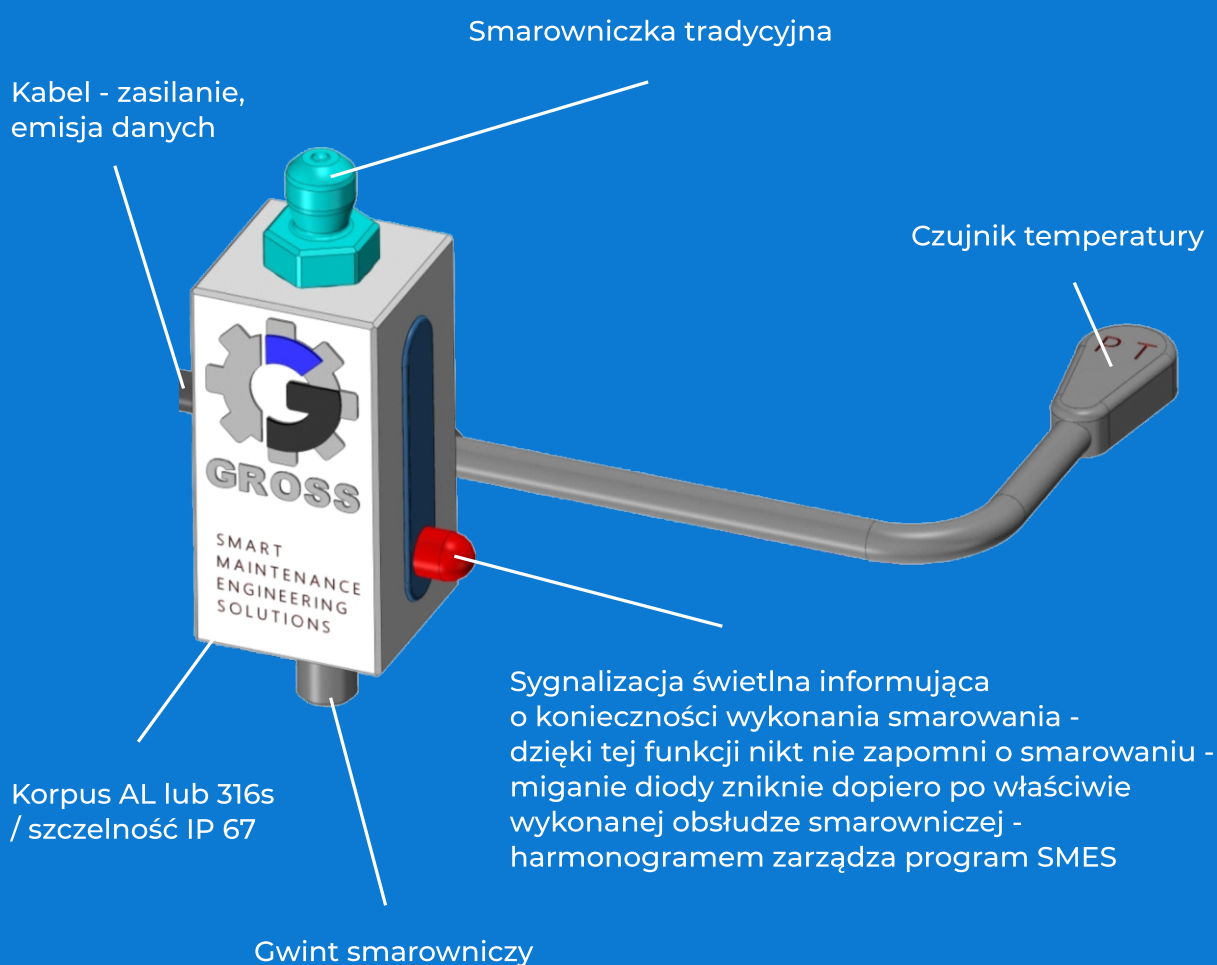 Smarowniczka tradycyjna
Kabel - zasilanie,
emisja danych
Czujnik temperatury
P T
GROSS
SMART
MAINTENANCE
ENGINEERING
SOLUTIONS
Sygnalizacja świetlna informująca
o konieczności wykonania smarowania -
dzięki tej funkcji nikt nie zapomni o smarowaniu -
miganie diody zniknie dopiero po właściwie
wykonanej obsłudze smarowniczej -
harmonogramem zarządza program SMES
Korpus AL lub 316s
/ szczelność IP 67
Gwint smarowniczy